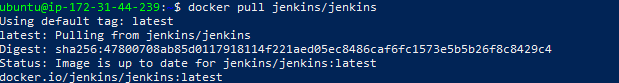 ubuntu@ip-172-31-44-239: $ docker pull jenkins/jenkins
Using default tag: latest
latest: Pulling from jenkins/jenkins
Digest: sha256:47800708ab85d0117918114f221aed05ec8486caf6fc1573e5b5b26f8c8429c4
Status: Image is up to date for jenkins/jenkins:latest
docker.io/jenkins/jenkins:latest